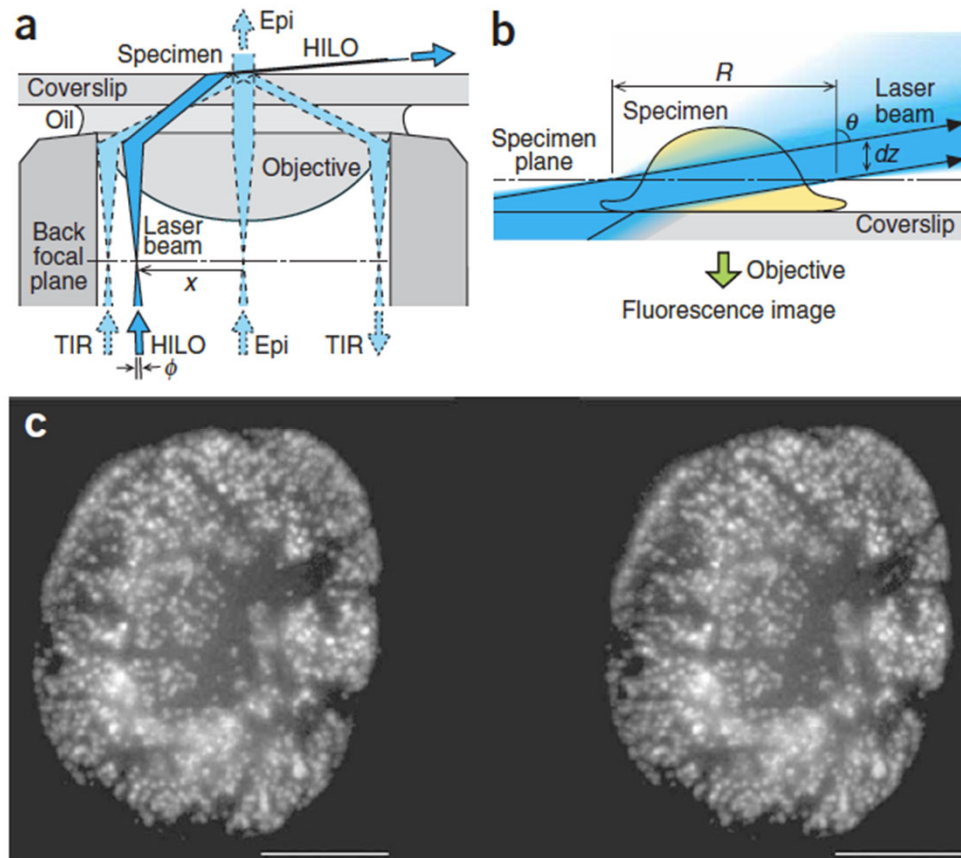 a
Epi
Specimen
HILO
Coverslip
Oil
Objective
Back
focal
plane
Laser
beam
x
TIR
HILO
Epi
TIR
ϕ
b
R
Specimen
Laser
beam
θ
dz
Specimen
plane
Coverslip
Objective
Fluorescence image
c